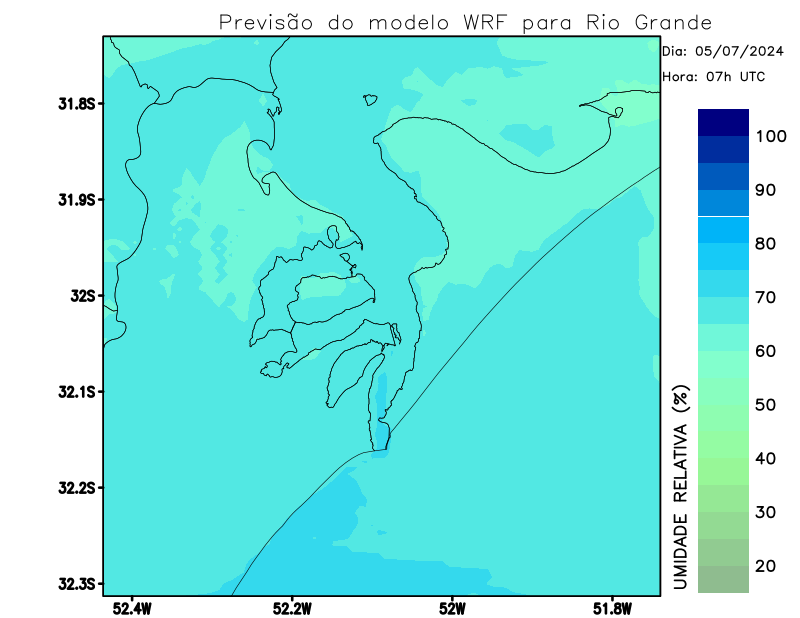 Previsão do modelo WRF para Rio Grande
Dia: 05/07/2024
Hora: 07h UTC
31.8S
31.9S
32S
32.1S
32.2S
32.3S
52.4W
52.2W
52W
51.8W
100
90
80
70
60
50
40
30
20
UMIDADE RELATIVA (%)